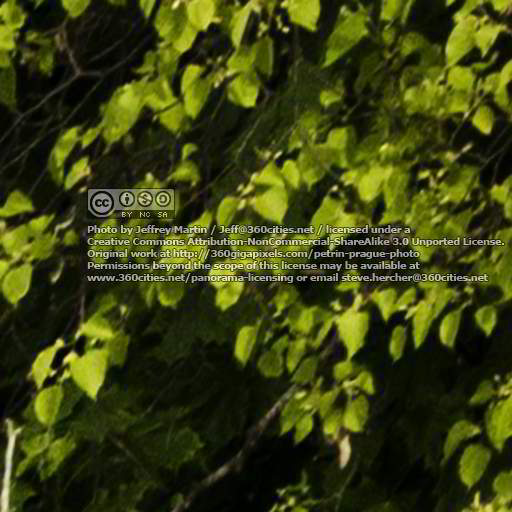 cc
BY NC SA
Photo by Jeffrey Martin / Jeff@360cities.net / licensed under a
Creative Commons Attribution-NonCommercial-ShareAlike 3.0 Unported License.
Original work at http://360gigapixels.com/petrin-prague-photo
Permissions beyond the scope of this license may be available at
www.360cities.net/panorama-licensing or email steve.hercher@360cities.net